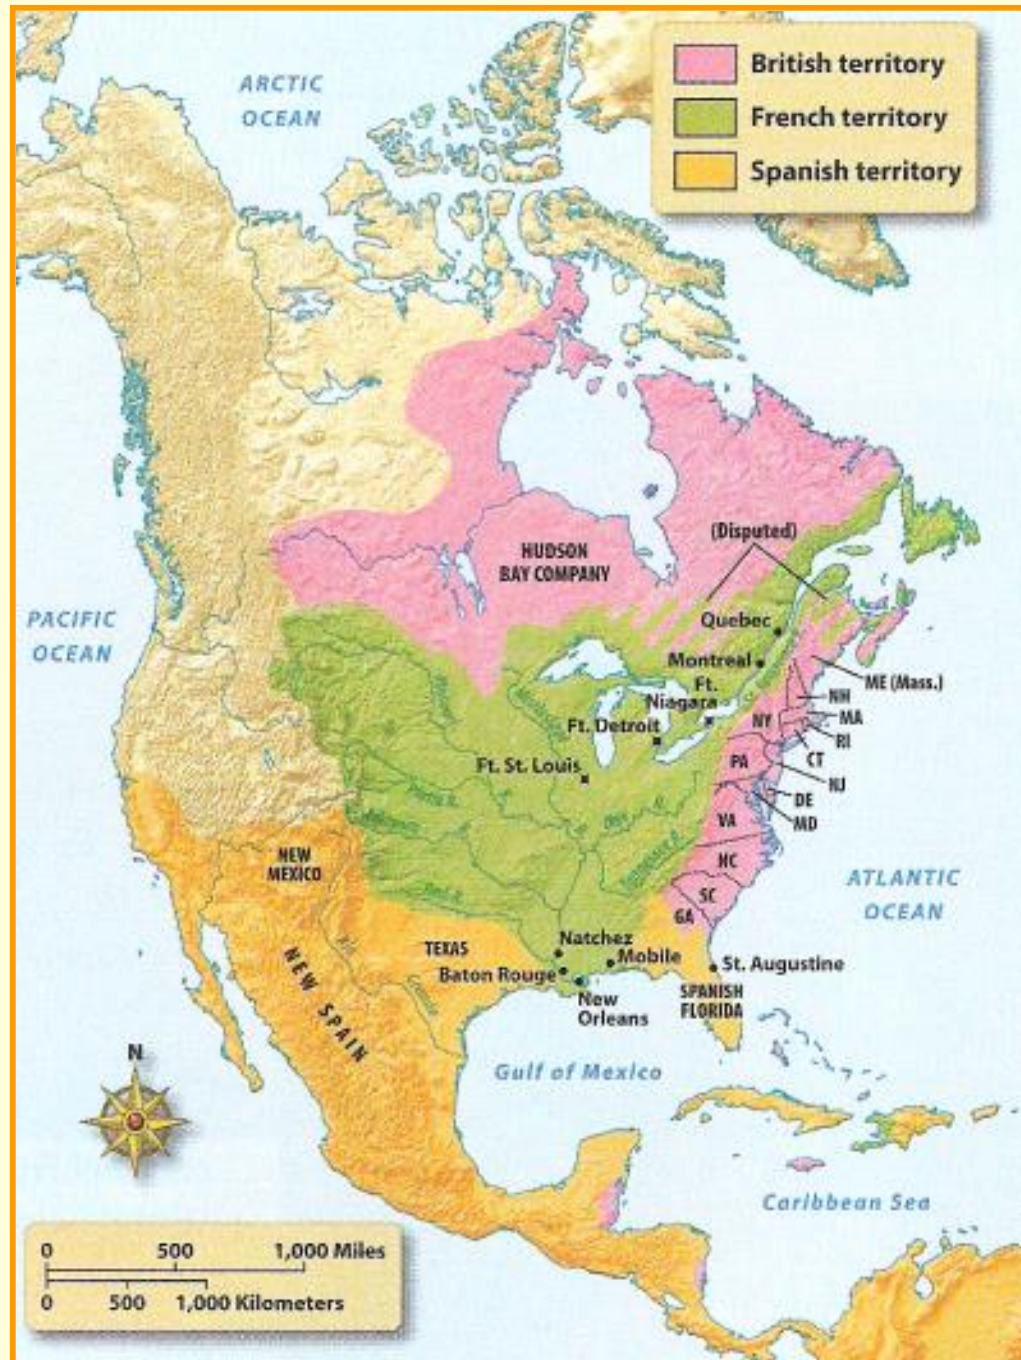 ARCTIC
OCEAN
British territory
French territory
Spanish territory
(Disputed)
HUDSON
BAY COMPANY
PACIFIC
OCEAN
Quebec
Montreal
Ft.
Niagara
Ft. Detroit
Ft. St. Louis
ME (Mass.)
NH
MA
RI
CT
NJ
DE
MD
NY
PA
VA
NC
SC
GA
NEW
MEXICO
TEXAS
NEW SPAIN
Natchez
Mobile
Baton Rouge
New
Orleans
St. Augustine
SPANISH
FLORIDA
ATLANTIC
OCEAN
Gulf of Mexico
Caribbean Sea
N
0 500 1,000 Miles
0 500 1,000 Kilometers